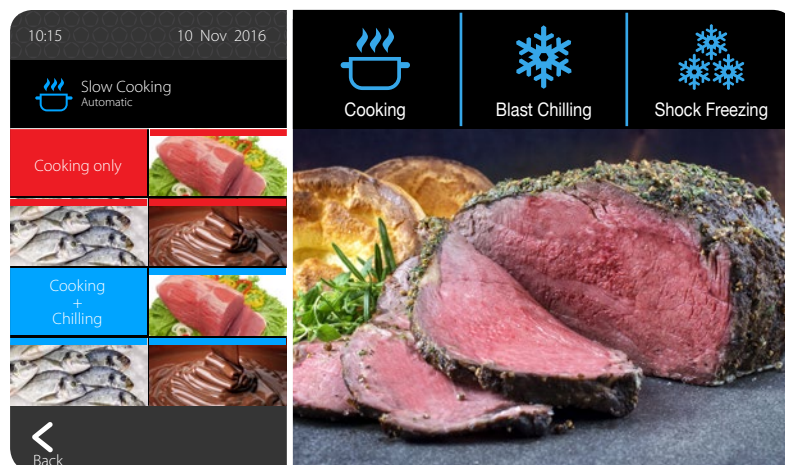 10:15 10 Nov 2016
Slow Cooking
Automatic
Cooking only
Cooking
+
Chilling
Back
Cooking Blast Chilling Shock Freezing